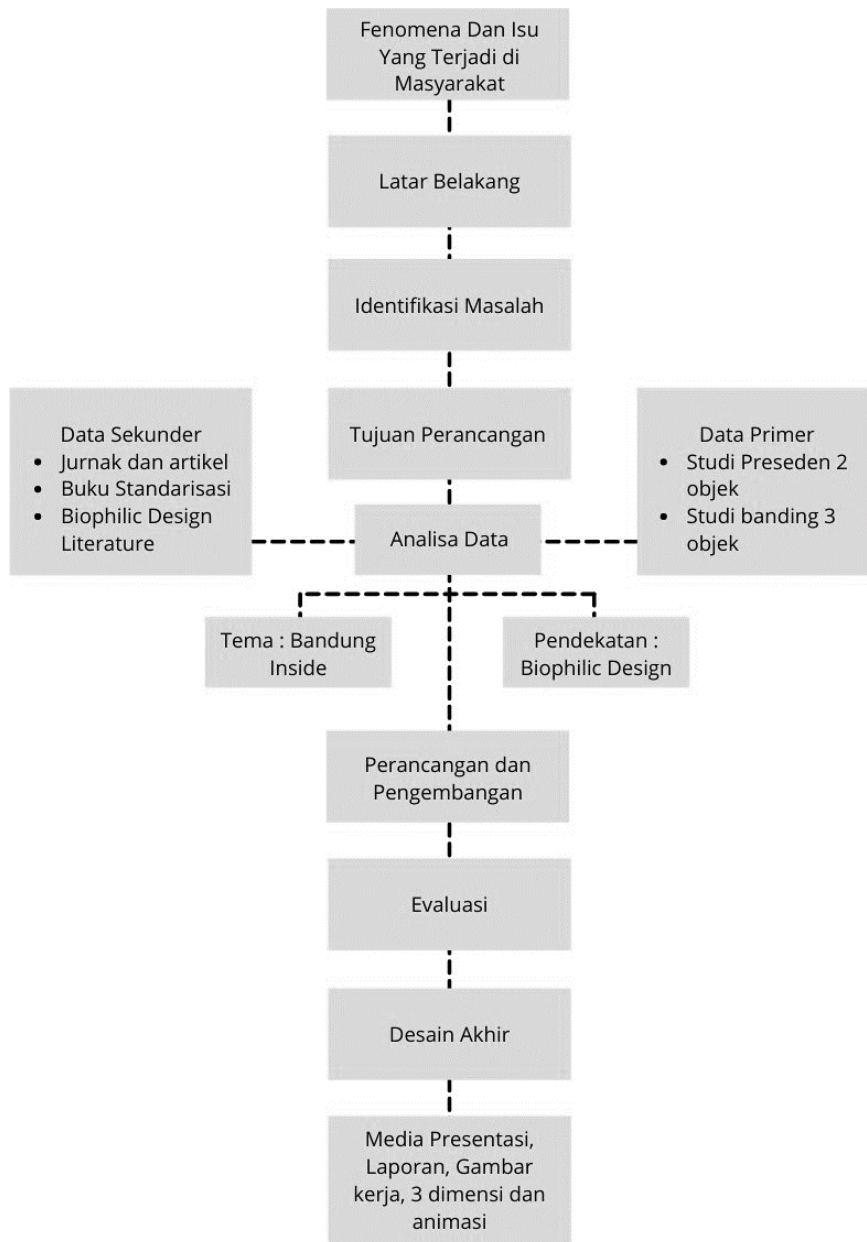 Fenomena Dan Isu
Yang Terjadi di
Masyarakat
Latar Belakang
Identifikasi Masalah
Tujuan Perancangan
Data Sekunder
• Jurnak dan artikel
• Buku Standarisasi
• Biophilic Design
Literature
Data Primer
• Studi Preseden 2
objek
• Studi banding 3
objek
Analisa Data
Tema : Bandung
Inside
Pendekatan :
Biophilic Design
Perancangan dan
Pengembangan
Evaluasi
Desain Akhir
Media Presentasi,
Laporan, Gambar
kerja, 3 dimensi dan
animasi